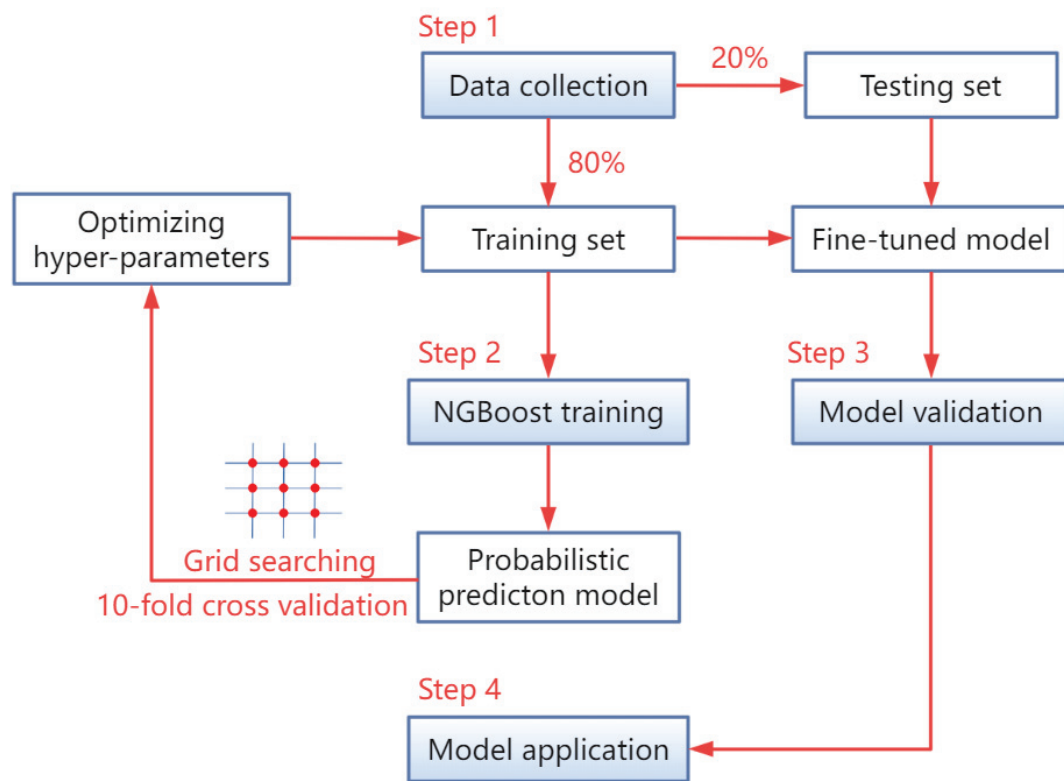 Step 1
Data collection
20%
Testing set
80%
Optimizing
hyper-parameters
Training set
Fine-tuned model
Step 2
NGBoost training
Step 3
Model validation
Grid searching
10-fold cross validation
Probabilistic
predicton model
Step 4
Model application